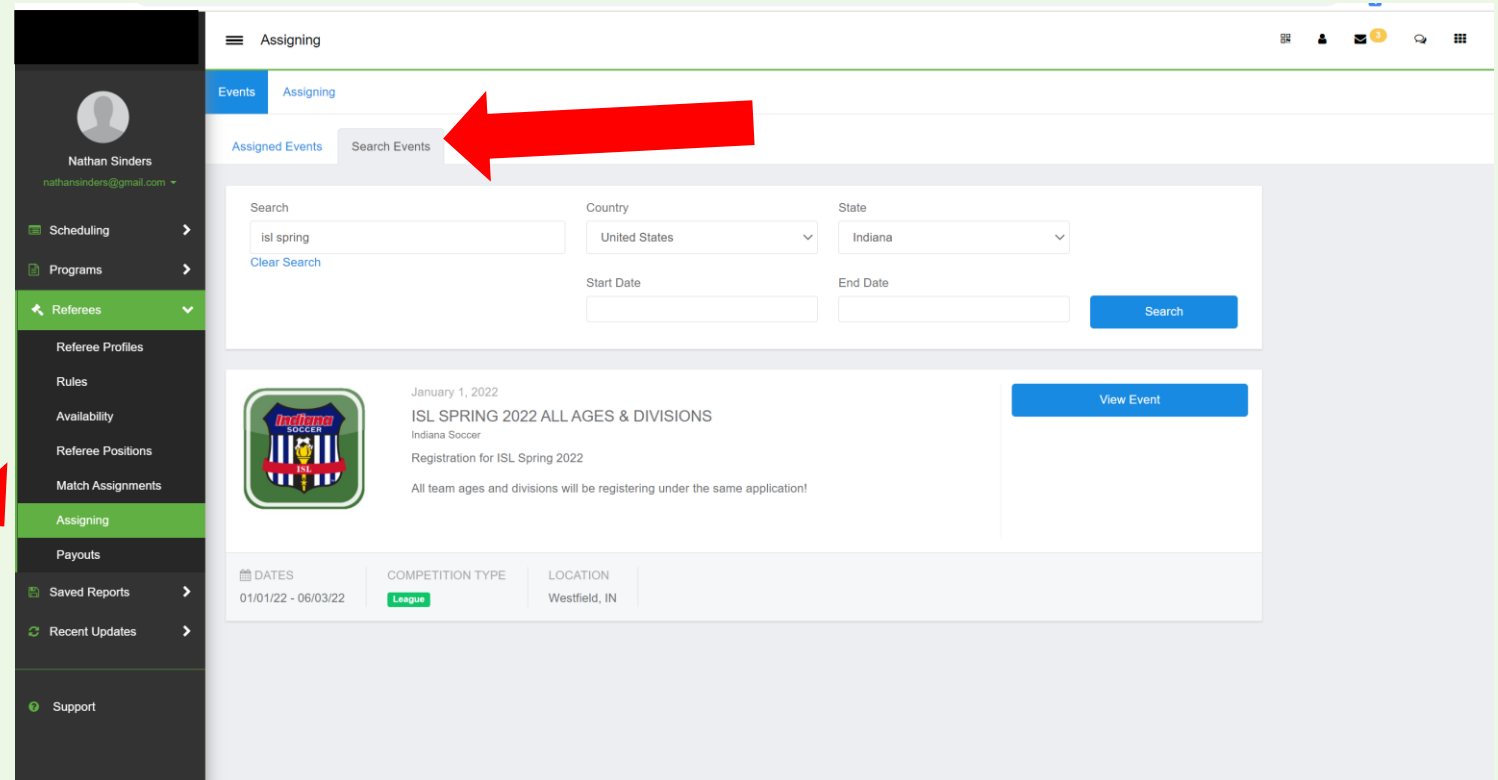 Assigning
3
Nathan Sinders
nathansinders@gmail.com
Scheduling
Programs
Referees
Referee Profiles
Rules
Availability
Referee Positions
Match Assignments
Assigning
Payouts
Saved Reports
Recent Updates
Support
Events Assigning
Assigned Events Search Events
Search Country State
isl spring United States Indiana
Clear Search
Start Date End Date
Search
January 1, 2022
ISL SPRING 2022 ALL AGES & DIVISIONS
Indiana Soccer
Registration for ISL Spring 2022
All team ages and divisions will be registering under the same application!
View Event
Indiana
SOCCER
ISL
DATES COMPETITION TYPE LOCATION
01/01/22 - 06/03/22 League Westfield, IN